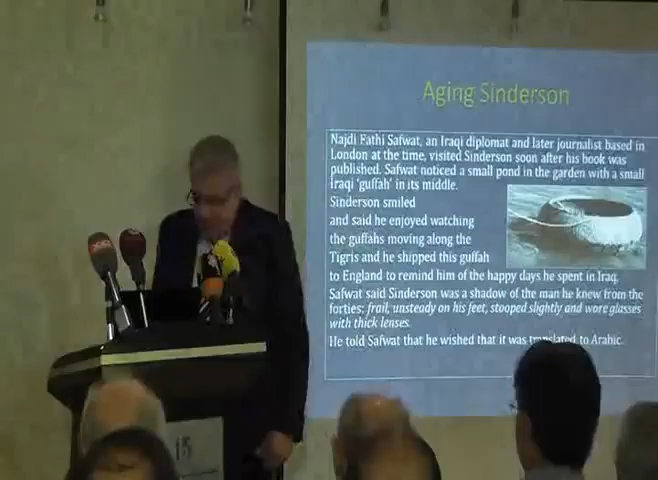 Aging Sinderson
Najdi Fathi Safwat, an Iraqi diplomat and later journalist based in
London at the time, visited Sinderson soon after his book was
published. Safwat noticed a small pond in the garden with a small
Iraqi 'guffah' in its middle.
Sinderson smiled
and said he enjoyed watching
the guffahs moving along the
Tigris and he shipped this guffah
to England to remind him of the happy days he spent in Iraq.
Safwat said Sinderson was a shadow of the man he knew from the
forties; frail, unsteady on his feet, stooped slightly and wore glasses
with thick lenses.
He told Safwat that he wished that it was translated to Arabic.
15